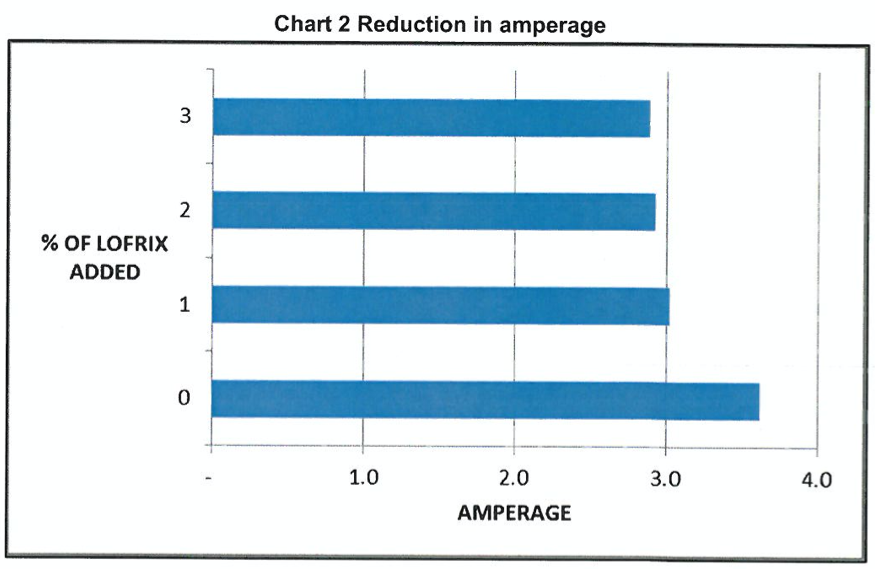 Chart 2 Reduction in amperage
3
2
% OF LOFRIX
ADDED
1
0
-
1.0
2.0
3.0
4.0
AMPERAGE